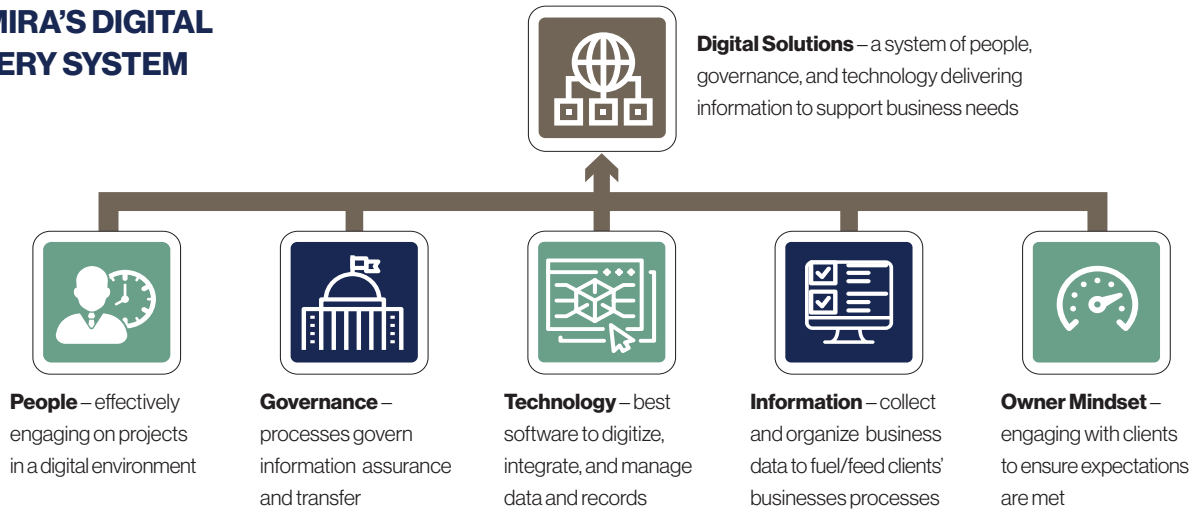 MIRA'S DIGITAL
ERY SYSTEM
Digital Solutions – a system of people,
governance, and technology delivering
information to support business needs
People – effectively
engaging on projects
in a digital environment
Governance –
processes govern
information assurance
and transfer
Technology – best
software to digitize,
integrate, and manage
data and records
Information – collect
and organize business
data to fuel/feed clients'
businesses processes
Owner Mindset –
engaging with clients
to ensure expectations
are met